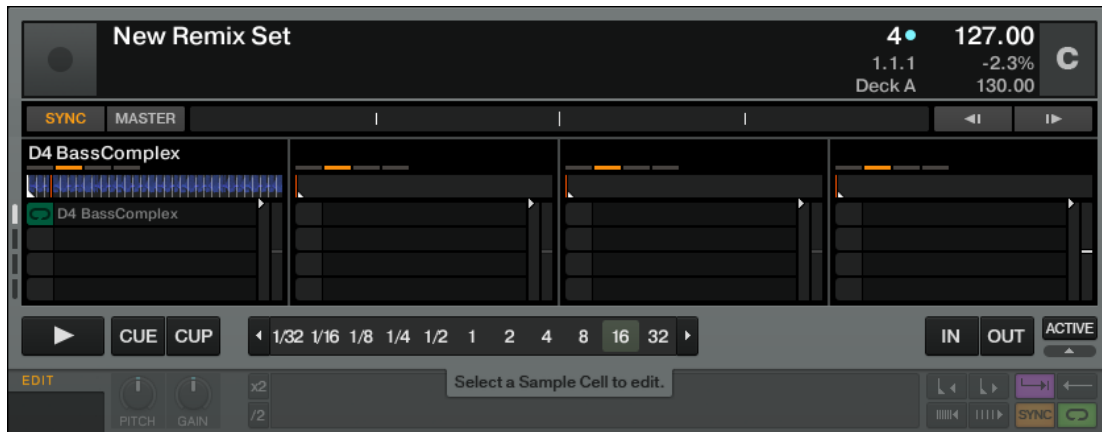 New Remix Set 4 127.00
1.1.1 -2.3% C
Deck A 130.00
SYNC MASTER
D4 BassComplex
D4 BassComplex
CUE CUP 1/32 1/16 1/8 1/4 1/2 1 2 4 8 16 32 IN OUT ACTIVE
EDIT Select a Sample Cell to edit.
x2
/2
PITCH GAIN SYNC